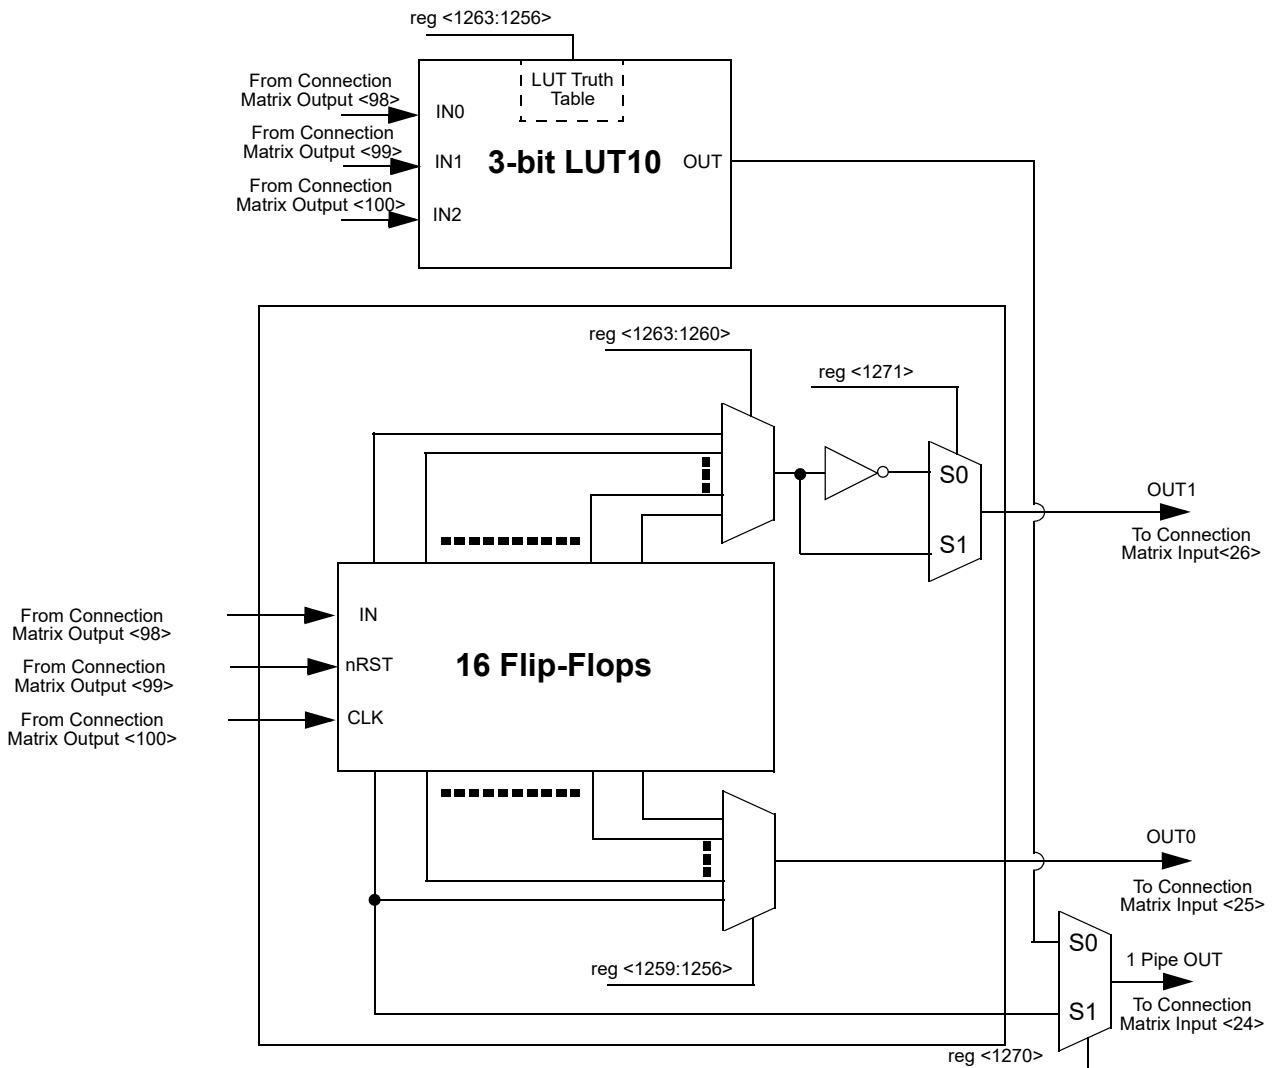 reg <1263:1256>
From Connection
Matrix Output <98>
LUT Truth
Table
IN0
From Connection
Matrix Output <99>
IN1
3-bit LUT10
OUT
From Connection
Matrix Output <100>
IN2
reg <1263:1260>
reg <1271>
S0
OUT1
S1
To Connection
Matrix Input<26>
From Connection
Matrix Output <98>
IN
From Connection
Matrix Output <99>
nRST
16 Flip-Flops
From Connection
Matrix Output <100>
CLK
OUT0
To Connection
Matrix Input <25>
reg <1259:1256>
S0
1 Pipe OUT
S1
To Connection
Matrix Input <24>
reg <1270>